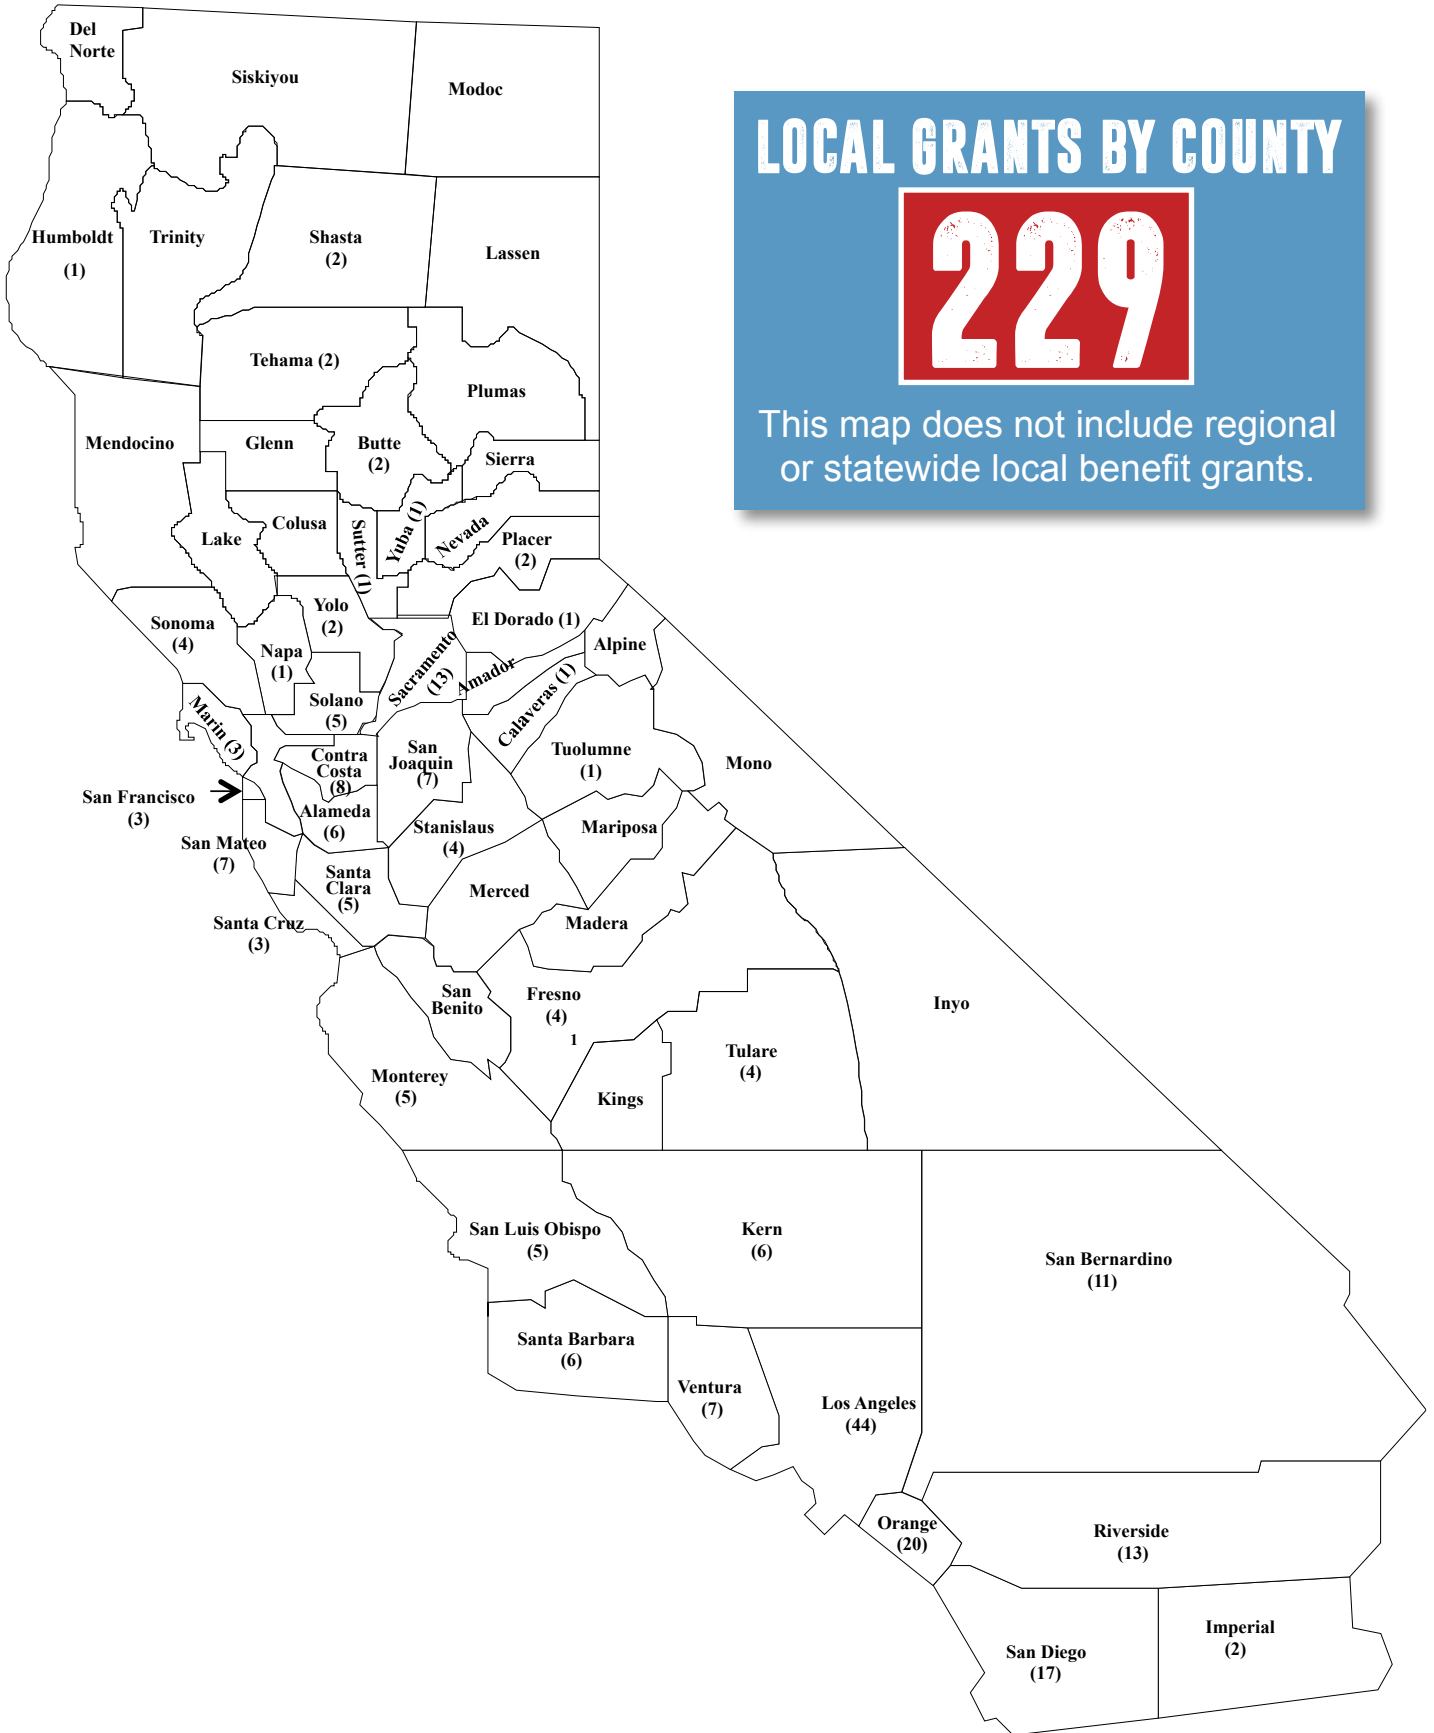 Del
Norte
Siskiyou
Modoc
LOCAL GRANTS BY COUNTY
229
This map does not include regional
or statewide local benefit grants.
Humboldt
(1)
Trinity
Shasta
(2)
Lassen
Tehama (2)
Plumas
Mendocino
Glenn
Butte
(2)
Sierra
Colusa
Sutter (1)
Yuba (1)
Nevada
Lake
Placer
(2)
Yolo
(2)
El Dorado (1)
Sonoma
(4)
Napa
(1)
Sacramento
(13)
Amador
Alpine
Solano
(5)
Calaveras (1)
Marin (3)
Contra
Costa
(8)
San
Joaquin
(7)
Tuolumne
(1)
Mono
San Francisco
(3)
Alameda
(6)
Stanislaus
(4)
Mariposa
San Mateo
(7)
Santa
Clara
(5)
Merced
Santa Cruz
(3)
Madera
San
Benito
Fresno
(4)
1
Inyo
Monterey
(5)
Kings
Tulare
(4)
San Luis Obispo
(5)
Kern
(6)
San Bernardino
(11)
Santa Barbara
(6)
Ventura
(7)
Los Angeles
(44)
Orange
(20)
Riverside
(13)
San Diego
(17)
Imperial
(2)